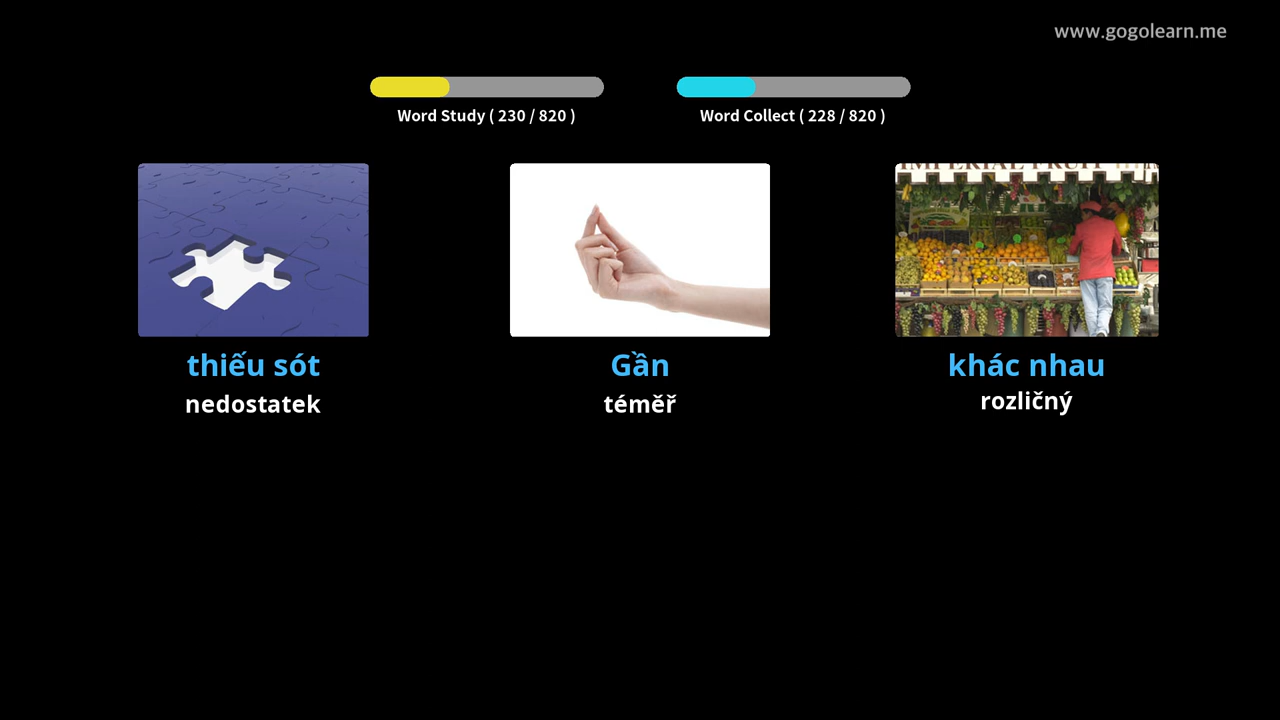 www.gogolearn.me
Word Study ( 230 / 820 )
Word Collect ( 228 / 820 )
thiếu sót
nedostatek
Gần
téměř
khác nhau
rozličný